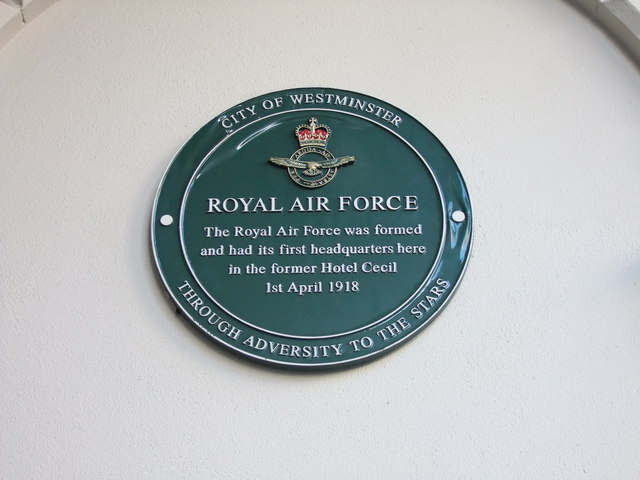 CITY OF WESTMINSTER
ROYAL AIR FORCE
The Royal Air Force was formed
and had its first headquarters here
in the former Hotel Cecil
1st April 1918
THROUGH ADVERSITY TO THE STARS